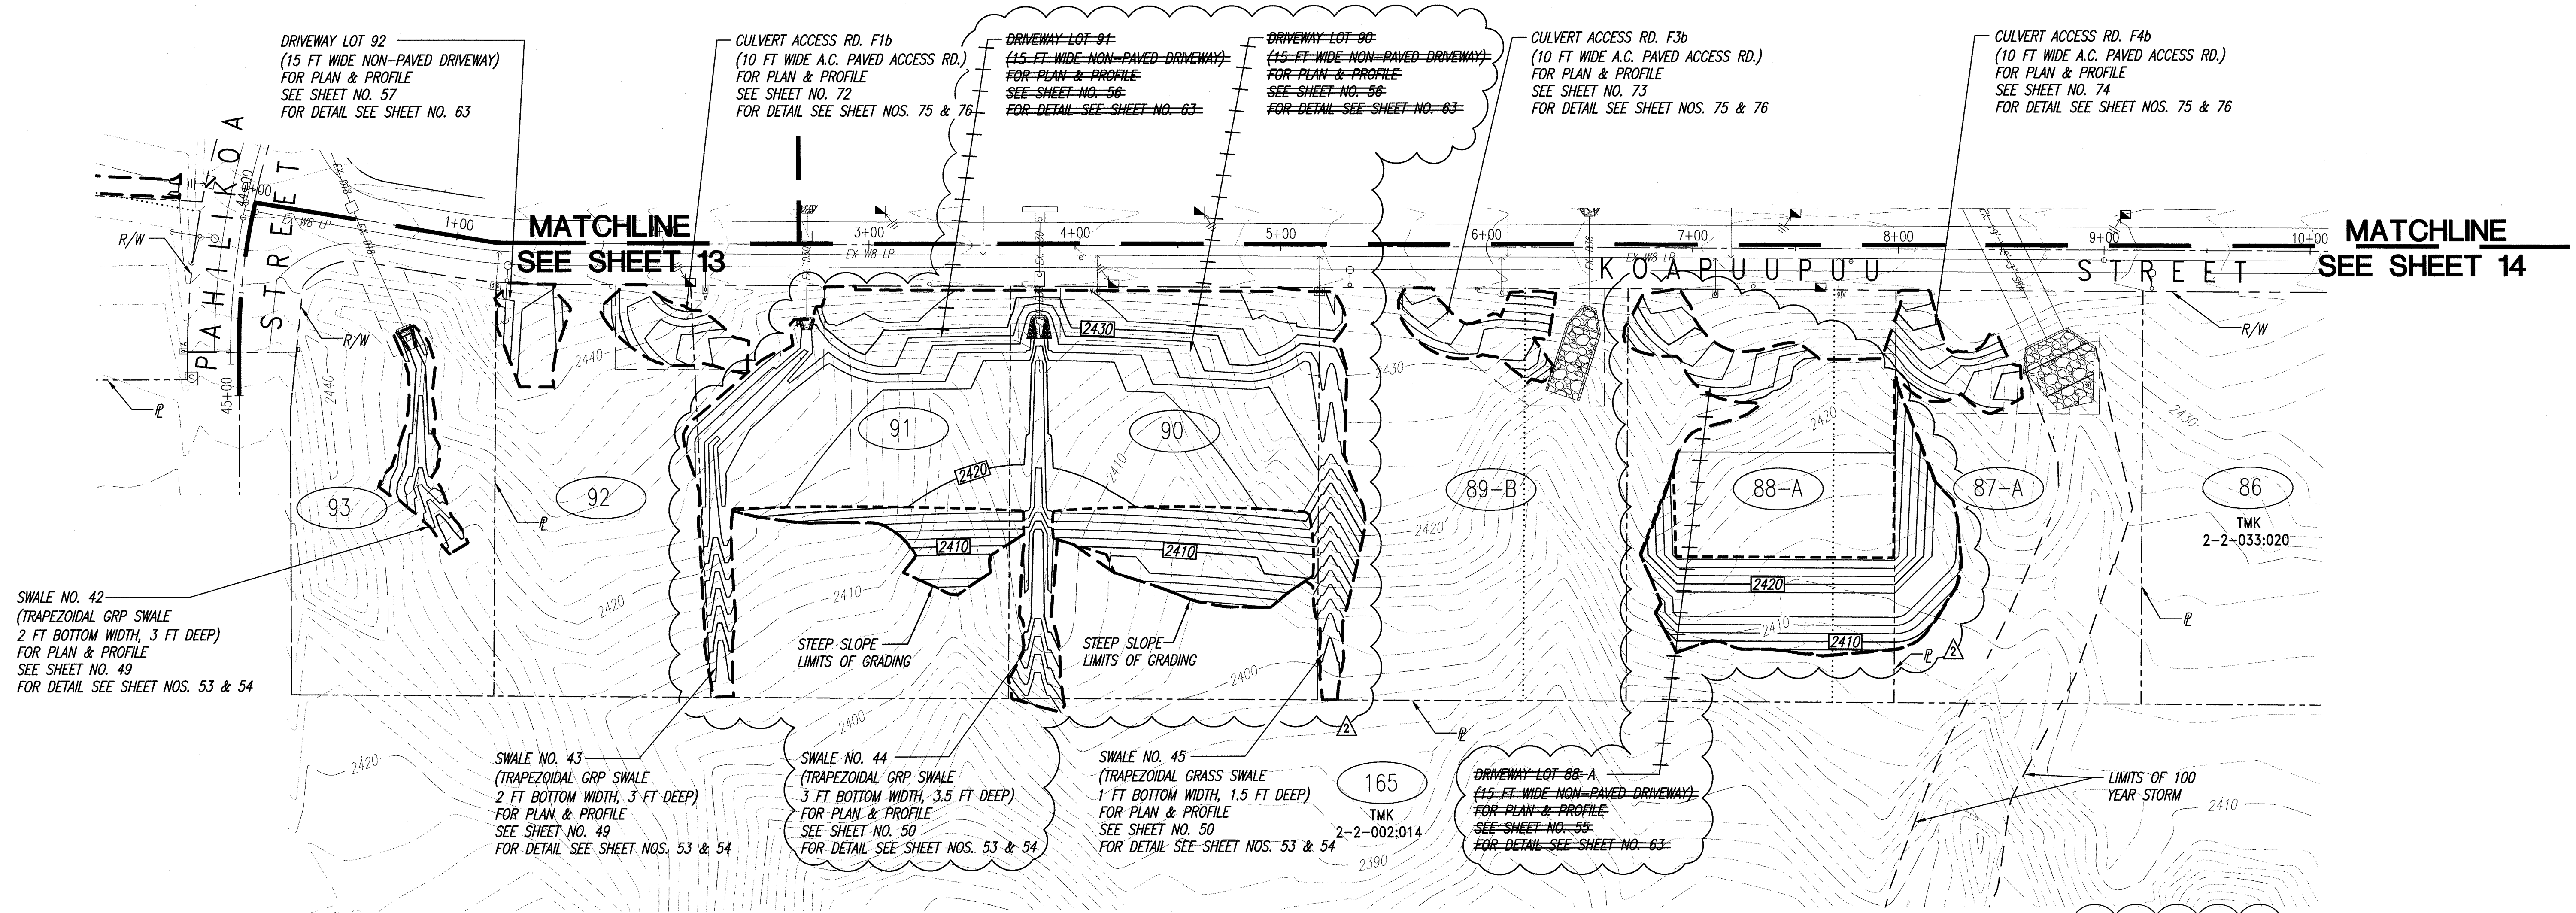 DRIVEWAY LOT 92
(15 FT WIDE NON-PAVED DRIVEWAY)
FOR PLAN & PROFILE
SEE SHEET NO. 57
FOR DETAIL SEE SHEET NO. 63
CULVERT ACCESS RD. F1b
(10 FT WIDE A.C. PAVED ACCESS RD.)
FOR PLAN & PROFILE
SEE SHEET NO. 72
FOR DETAIL SEE SHEET NOS. 75 & 76
DRIVEWAY LOT 91
(15 FT WIDE NON-PAVED DRIVEWAY)
FOR PLAN & PROFILE
SEE SHEET NO. 56
FOR DETAIL SEE SHEET NO. 63
DRIVEWAY LOT 90
(15 FT WIDE NON-PAVED DRIVEWAY)
FOR PLAN & PROFILE
SEE SHEET NO. 56
FOR DETAIL SEE SHEET NO. 63
CULVERT ACCESS RD. F3b
(10 FT WIDE A.C. PAVED ACCESS RD.)
FOR PLAN & PROFILE
SEE SHEET NO. 73
FOR DETAIL SEE SHEET NOS. 75 & 76
CULVERT ACCESS RD. F4b
(10 FT WIDE A.C. PAVED ACCESS RD.)
FOR PLAN & PROFILE
SEE SHEET NO. 74
FOR DETAIL SEE SHEET NOS. 75 & 76
PAHILIKOA
STREET
R/W
R/W
45+00
EX W8 LP
1+00
MATCHLINE
SEE SHEET 13
3+00
EX W8 LP
4+00
5+00
6+00
7+00
EX W8 LP
8+00
9+00
10+00
MATCHLINE
SEE SHEET 14
KOAPUUPUU STREET
R/W
2440
2440
2430
2430
2430
2420
93
92
91
90
89-B
88-A
87-A
86
TMK
2-2-033:020
2420
2410
2420
2410
2410
2410
2420
2420
2410
2410
2400
STEEP SLOPE
LIMITS OF GRADING
STEEP SLOPE
LIMITS OF GRADING
SWALE NO. 42
(TRAPEZOIDAL GRP SWALE
2 FT BOTTOM WIDTH, 3 FT DEEP)
FOR PLAN & PROFILE
SEE SHEET NO. 49
FOR DETAIL SEE SHEET NOS. 53 & 54
2
2
2420
2400
SWALE NO. 43
(TRAPEZOIDAL GRP SWALE
2 FT BOTTOM WIDTH, 3 FT DEEP)
FOR PLAN & PROFILE
SEE SHEET NO. 49
FOR DETAIL SEE SHEET NOS. 53 & 54
SWALE NO. 44
(TRAPEZOIDAL GRP SWALE
3 FT BOTTOM WIDTH, 3.5 FT DEEP)
FOR PLAN & PROFILE
SEE SHEET NO. 50
FOR DETAIL SEE SHEET NOS. 53 & 54
SWALE NO. 45
(TRAPEZOIDAL GRASS SWALE
1 FT BOTTOM WIDTH, 1.5 FT DEEP)
FOR PLAN & PROFILE
SEE SHEET NO. 50
FOR DETAIL SEE SHEET NOS. 53 & 54
165
TMK
2-2-002:014
2390
DRIVEWAY LOT 88-A
(15 FT WIDE NON-PAVED DRIVEWAY)
FOR PLAN & PROFILE
SEE SHEET NO. 55
FOR DETAIL SEE SHEET NO. 63
LIMITS OF 100
YEAR STORM
2410